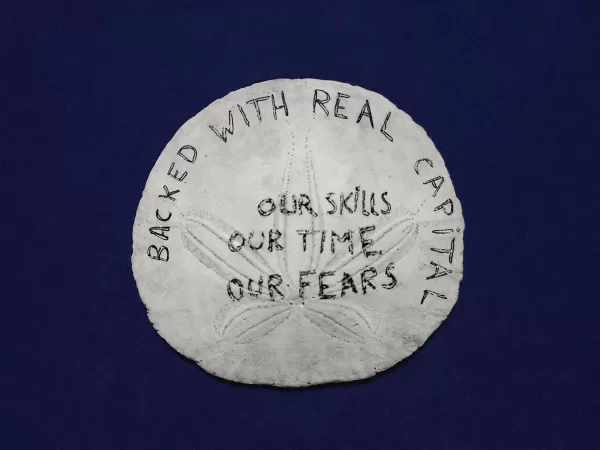 BACKED WITH REAL CAPITAL
OUR SKiLLS
OUR TIME
OUR FEARS